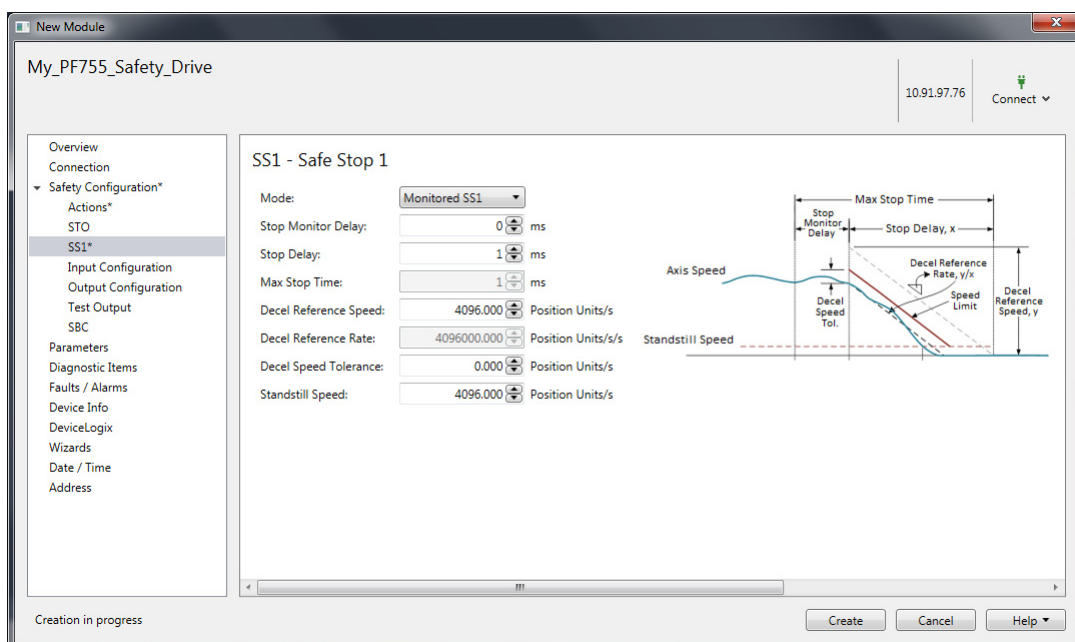 New Module
My_PF755_Safety_Drive
10.91.97.76
Connect
Overview
Connection
Safety Configuration*
Actions*
STO
SS1*
Input Configuration
Output Configuration
Test Output
SBC
Parameters
Diagnostic Items
Faults / Alarms
Device Info
DeviceLogix
Wizards
Date / Time
Address
SS1 - Safe Stop 1
Mode: Monitored SS1
Stop Monitor Delay: 0 ms
Stop Delay: 1 ms
Max Stop Time: 1 ms
Decel Reference Speed: 4096.000 Position Units/s
Decel Reference Rate: 4096000.000 Position Units/s/s
Decel Speed Tolerance: 0.000 Position Units/s
Standstill Speed: 4096.000 Position Units/s
Max Stop Time
Stop
Monitor
Delay
Stop Delay, x
Axis Speed
Decel Reference
Rate, y/x
Decel
Speed
Tol.
Speed
Limit
Decel
Reference
Speed, y
Standstill Speed
Creation in progress
Create
Cancel
Help